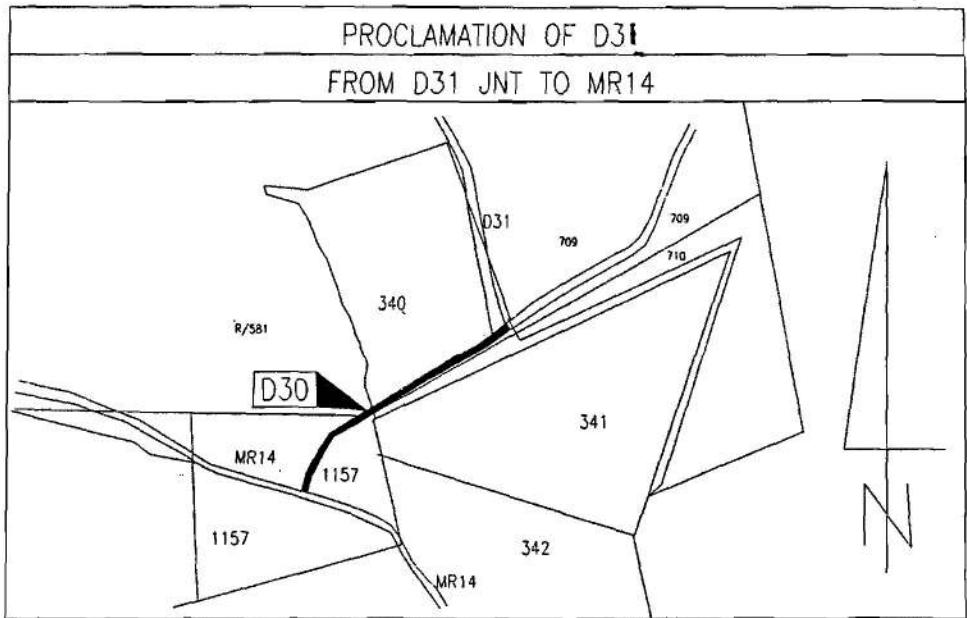 PROCLAMATION OF D31
FROM D31 JNT TO MR14
D31
709
709
710
340
R/581
D30
341
MR14
1157
1157
342
MR14
N